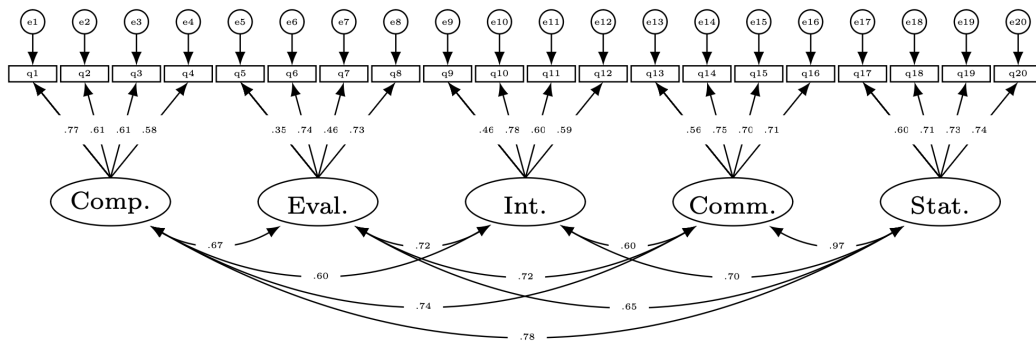 e1 e2 e3 e4 e5 e6 e7 e8 e9 e10 e11 e12 e13 e14 e15 e16 e17 e18 e19 e20
q1 q2 q3 q4 q5 q6 q7 q8 q9 q10 q11 q12 q13 q14 q15 q16 q17 q18 q19 q20
.77 .61 .61 .58 .35 .74 .46 .73 .46 .78 .60 .59 .56 .75 .70 .71 .60 .71 .73 .74
Comp. Eval. Int. Comm. Stat.
.67 .72 .60 .97
.60 .72 .70
.74 .65
.78